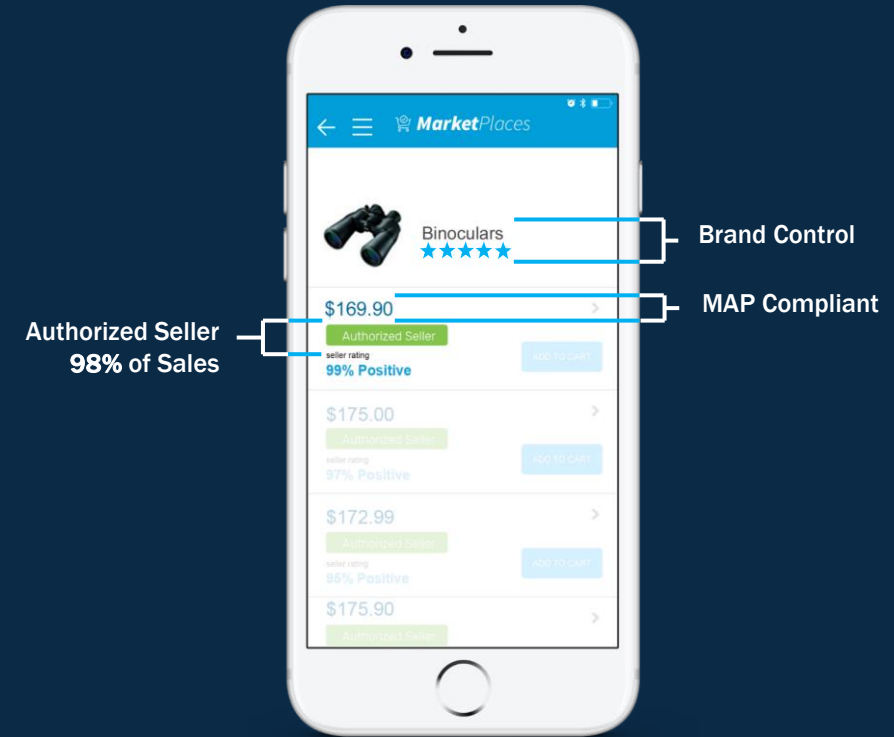 MarketPlaces
Binoculars
Brand Control
$169.90
MAP Compliant
Authorized Seller
98% of Sales
Authorized Seller
seller rating
99% Positive
ADD TO CART
$175.00
Authorized Seller
seller rating
97% Positive
ADD TO CART
$172.99
Authorized Seller
seller rating
ADD TO CART
$175.90
Authorized Seller